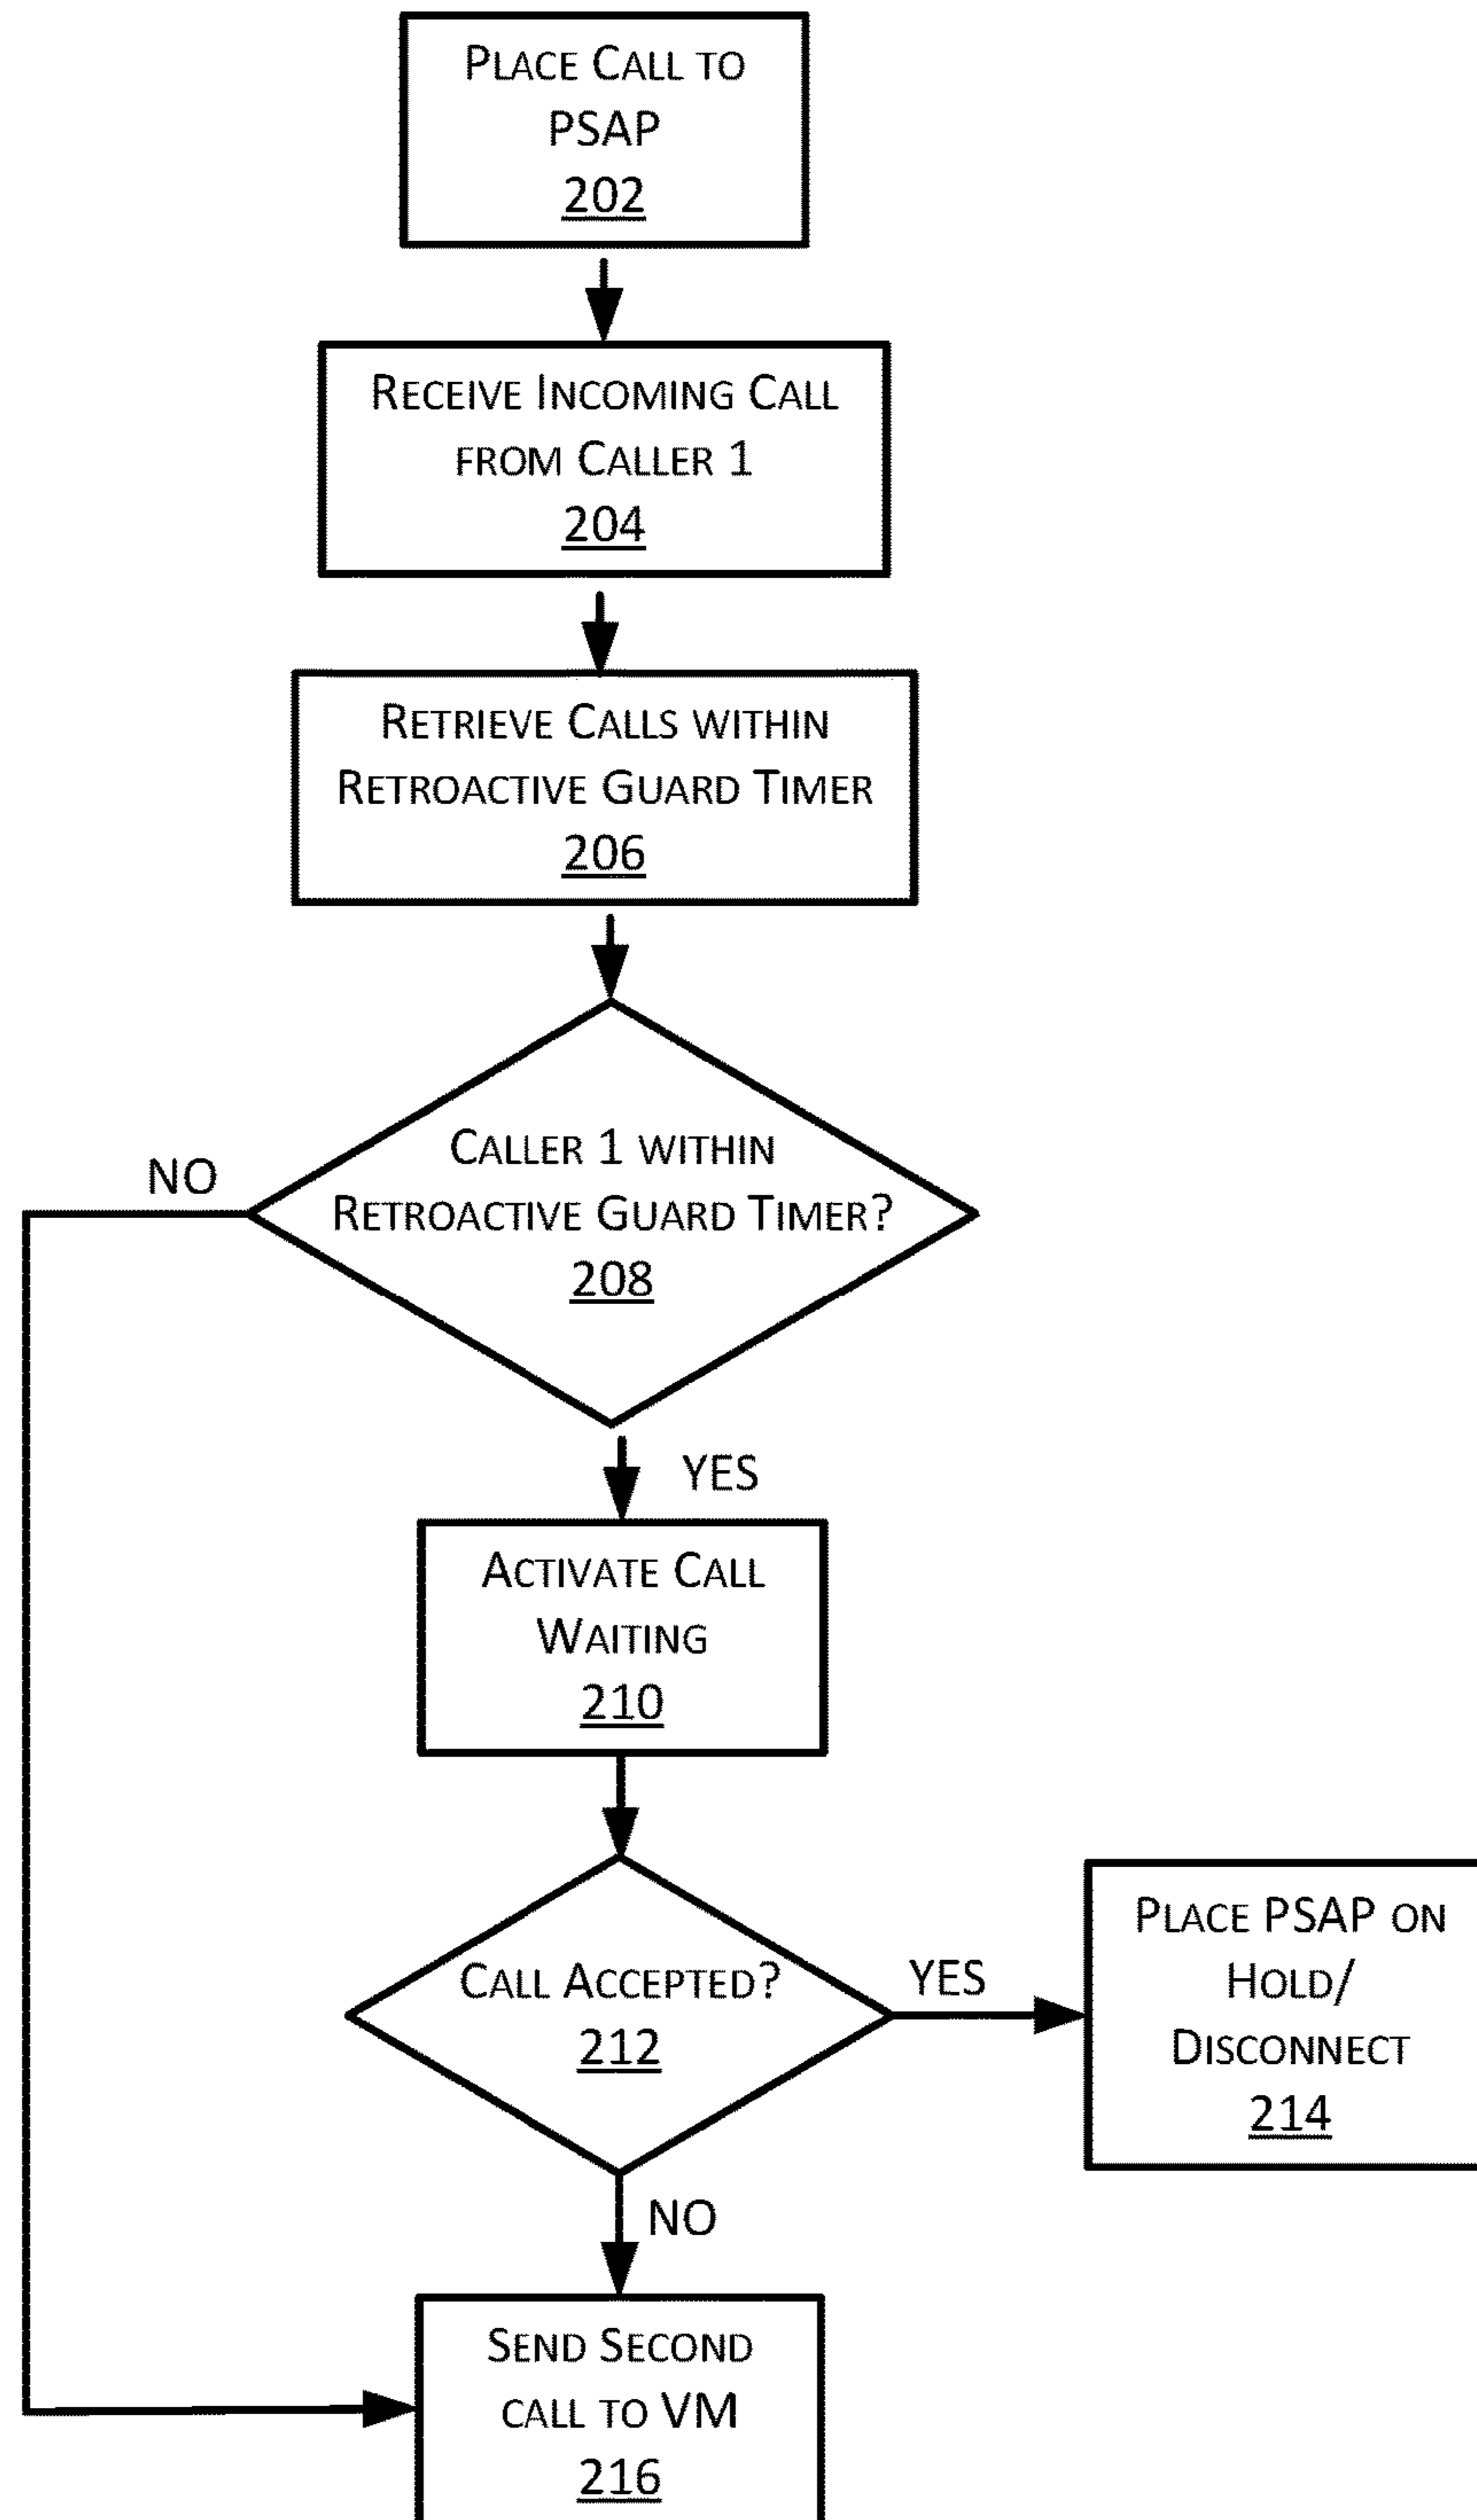 PLACE CALL TO
PSAP
202
RECEIVE INCOMING CALL
FROM CALLER 1
204
RETRIEVE CALLS WITHIN
RETROACTIVE GUARD TIMER
206
CALLER 1 WITHIN
RETROACTIVE GUARD TIMER?
208
NO
YES
ACTIVATE CALL
WAITING
210
CALL ACCEPTED?
212
YES
PLACE PSAP ON
HOLD/
DISCONNECT
214
NO
SEND SECOND
CALL TO VM
216